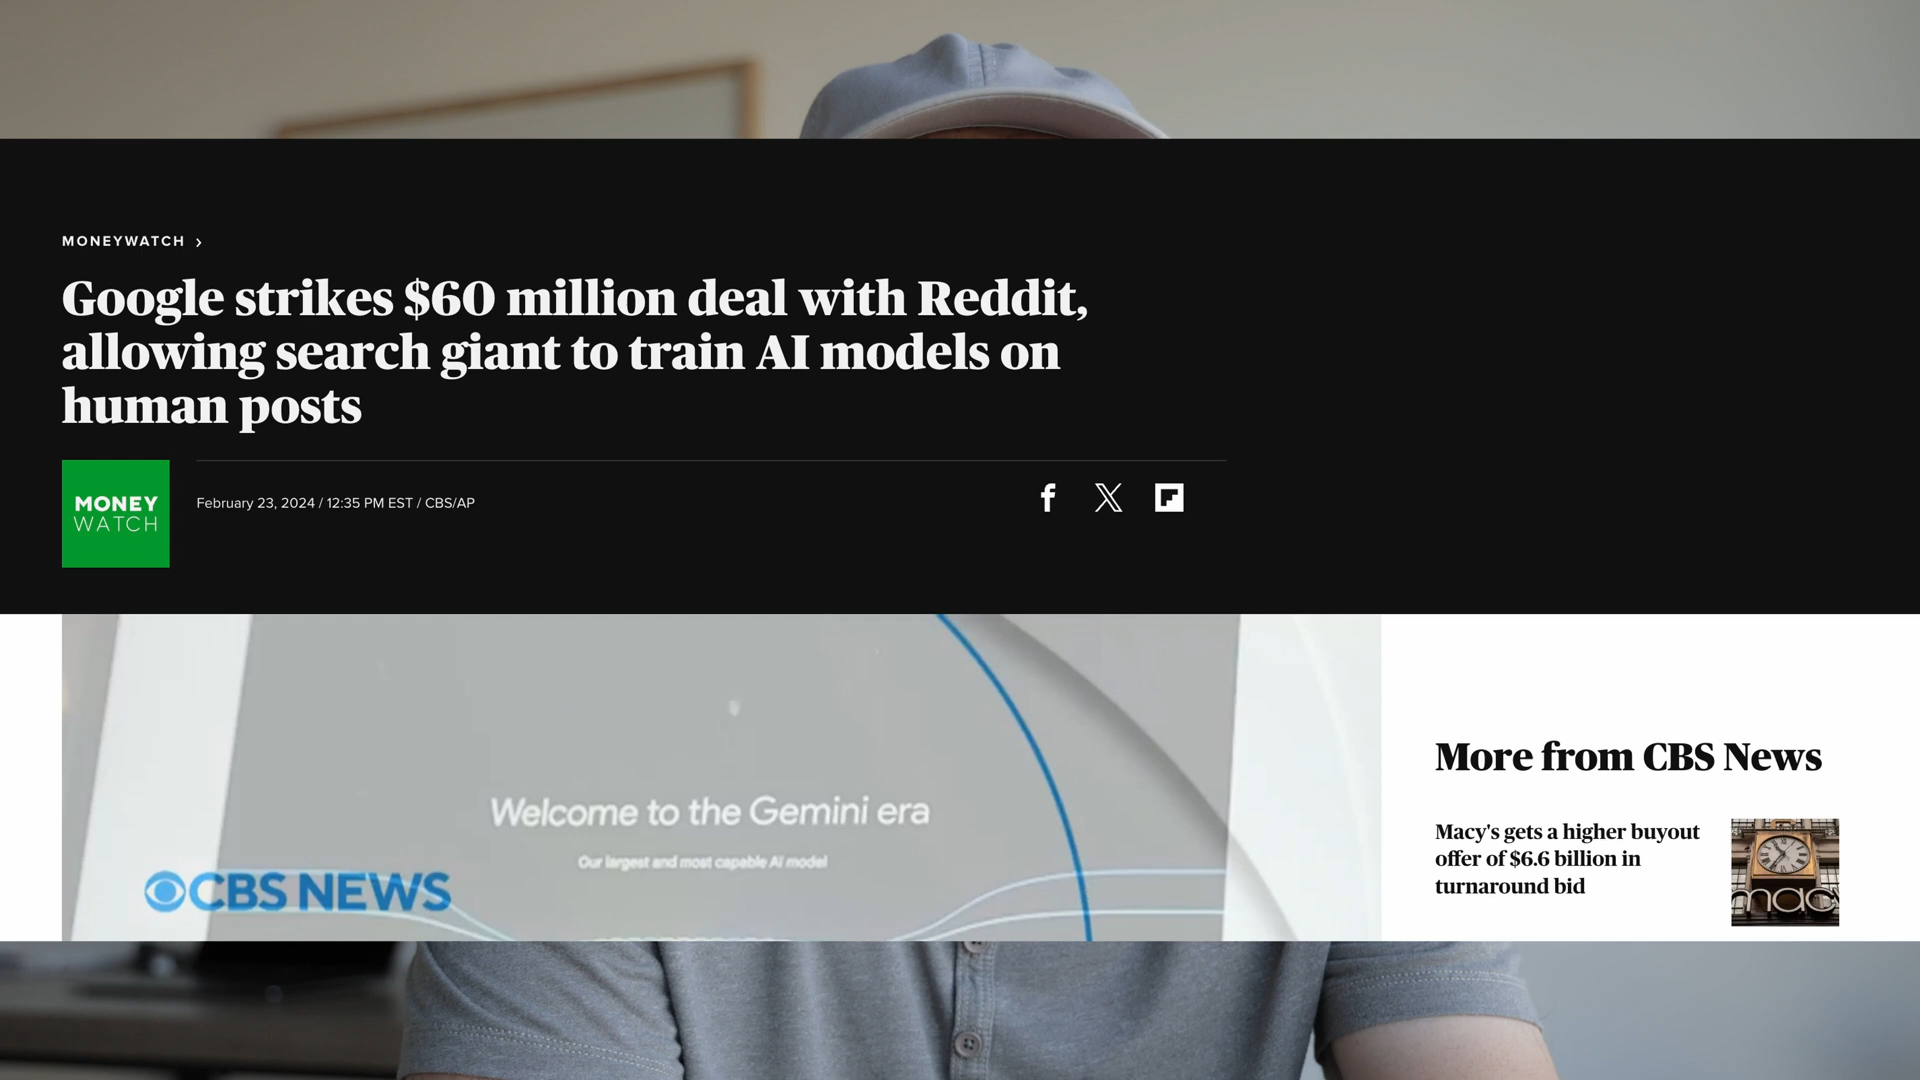 MONEYWATCH ›
Google strikes $60 million deal with Reddit,
allowing search giant to train AI models on
human posts
MONEY
WATCH
February 23, 2024 / 12:35 PM EST / CBS/AP
Welcome to the Gemini era
Our largest and most capable AI model
CBS NEWS
More from CBS News
Macy's gets a higher buyout
offer of $6.6 billion in
turnaround bid
mac